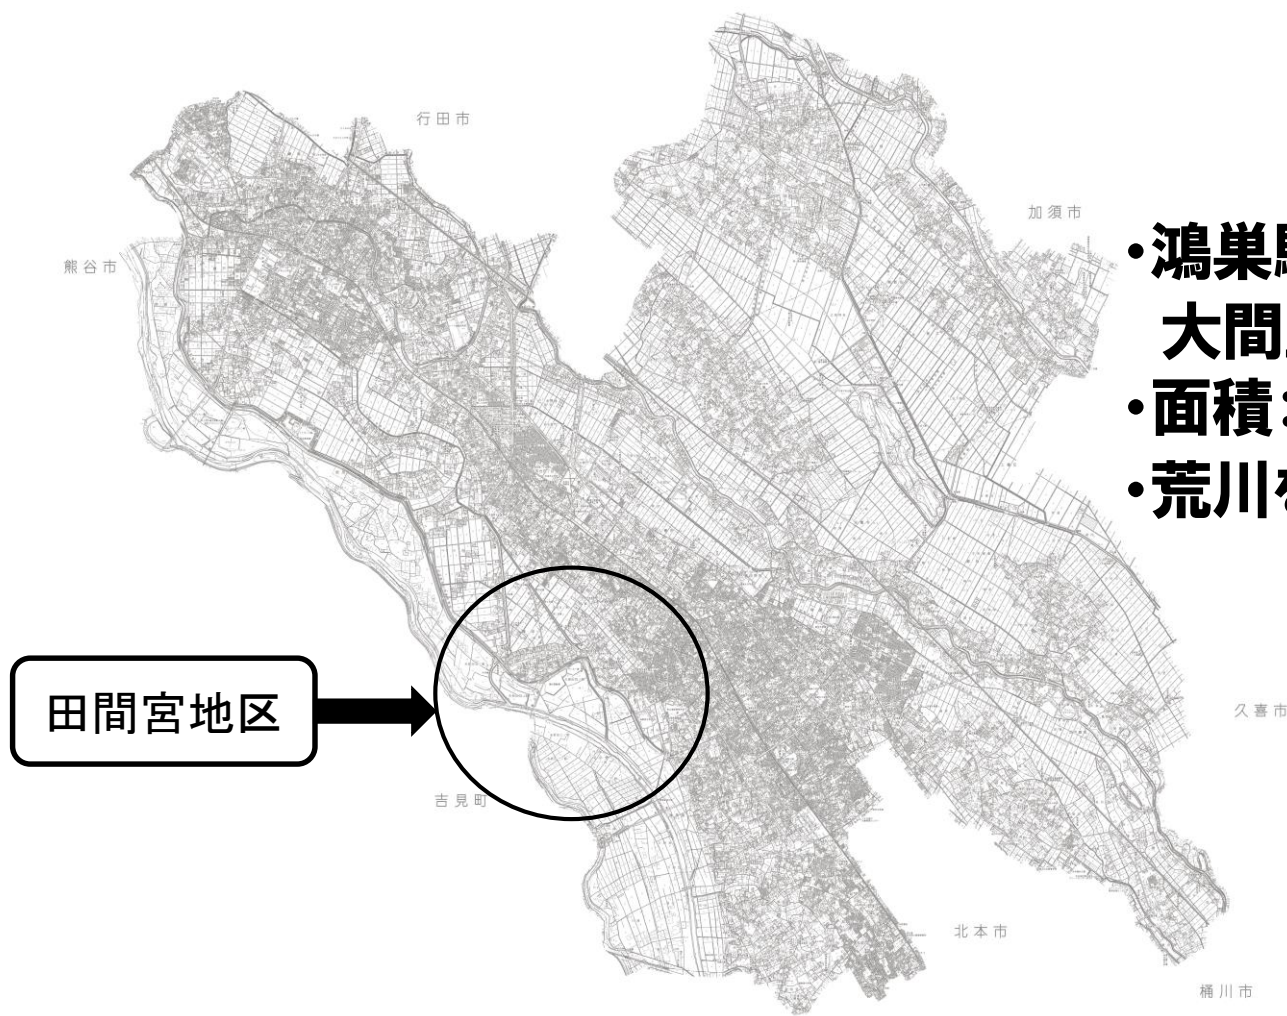 行田市
加須市
熊谷市
・鴻巣
大間
・面積
・荒川
田間宮地区
久喜市
吉見町
北本市
桶川市